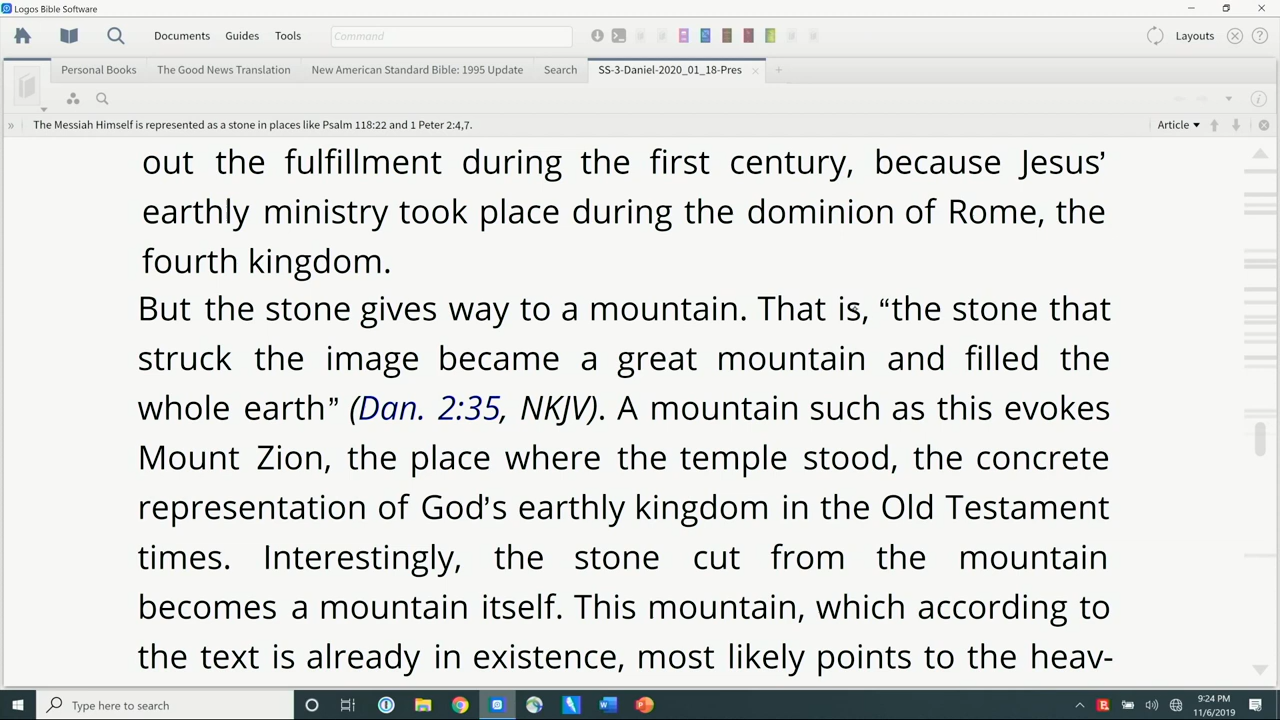 Logos Bible Software
Documents Guides Tools Command Layouts
Personal Books The Good News Translation New American Standard Bible: 1995 Update Search SS-3-Daniel-2020_01_18-Pres
The Messiah Himself is represented as a stone in places like Psalm 118:22 and 1 Peter 2:4,7. Article
out the fulfillment during the first century, because Jesus’
earthly ministry took place during the dominion of Rome, the
fourth kingdom.
But the stone gives way to a mountain. That is, “the stone that
struck the image became a great mountain and filled the
whole earth” (Dan. 2:35, NKJV). A mountain such as this evokes
Mount Zion, the place where the temple stood, the concrete
representation of God’s earthly kingdom in the Old Testament
times. Interestingly, the stone cut from the mountain
becomes a mountain itself. This mountain, which according to
the text is already in existence, most likely points to the heav-
Type here to search
9:24 PM
11/6/2019